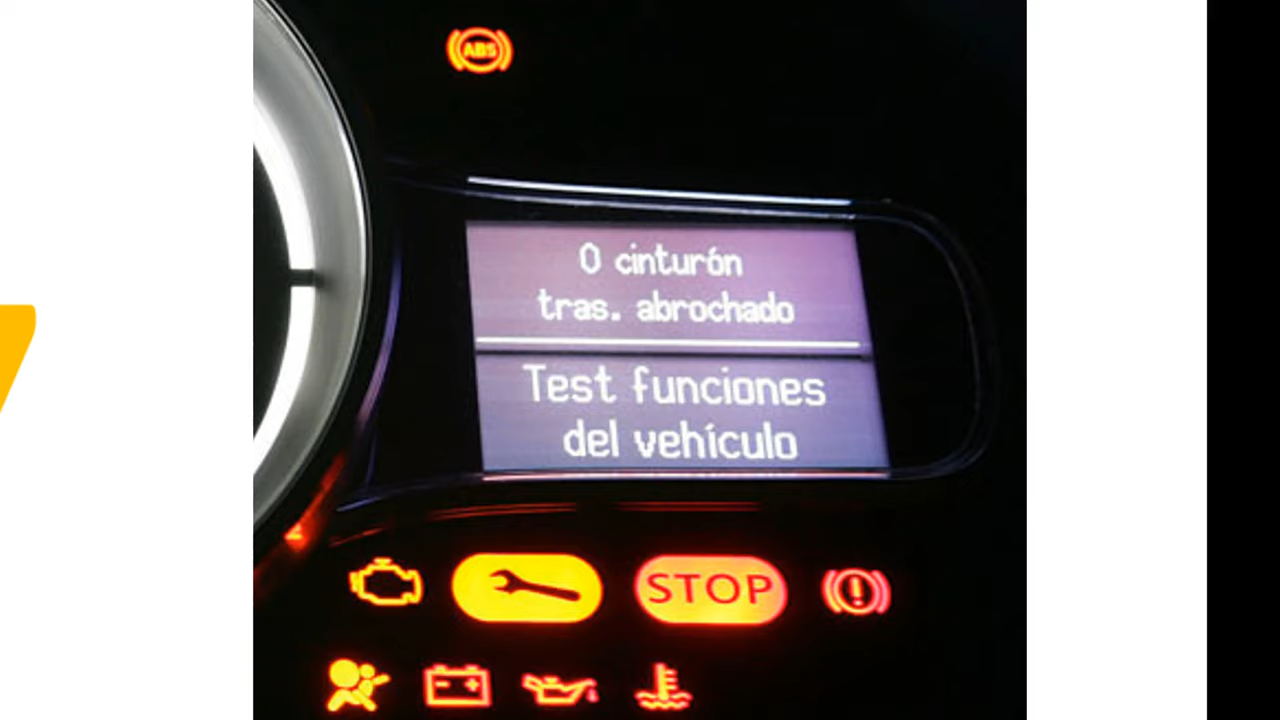 ABS
0 cinturón
tras. abrochado
Test funciones
del vehículo
STOP